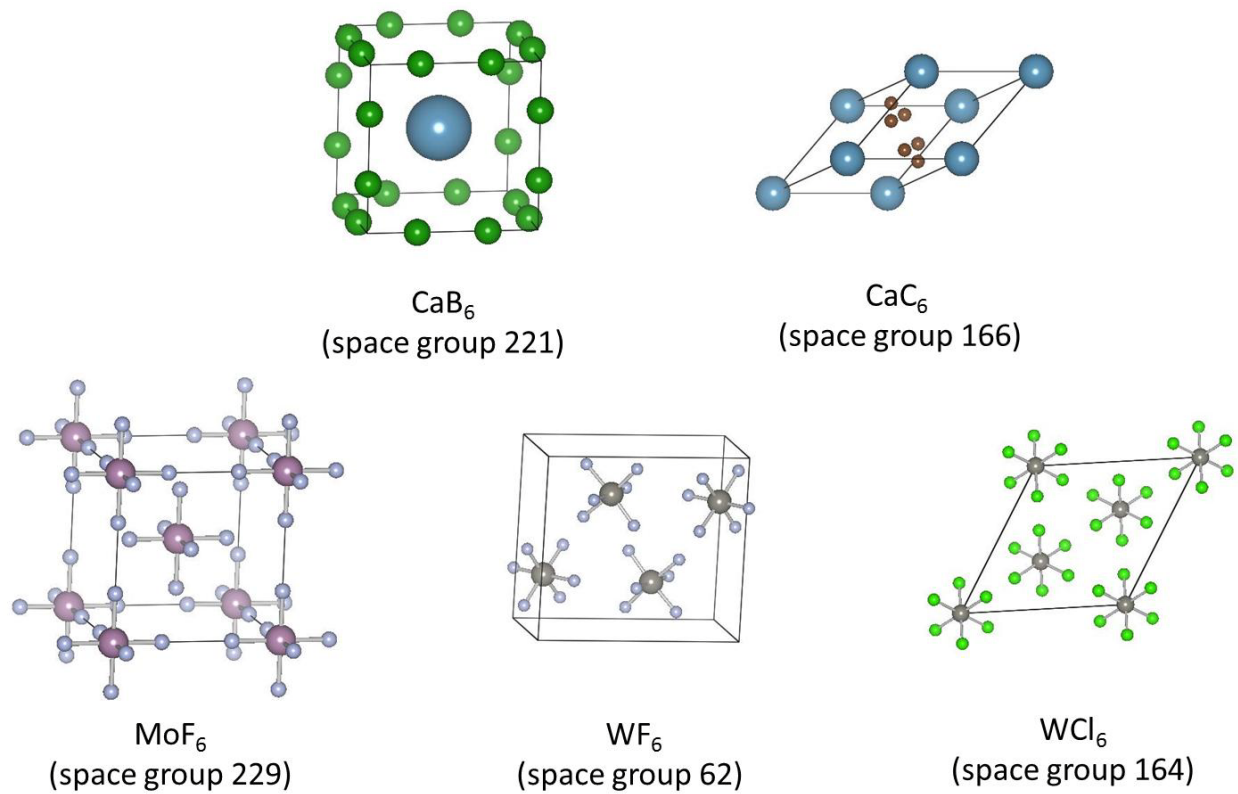 CaB₆
(space group 221)
CaC₆
(space group 166)
MoF₆
(space group 229)
WF₆
(space group 62)
WCl₆
(space group 164)